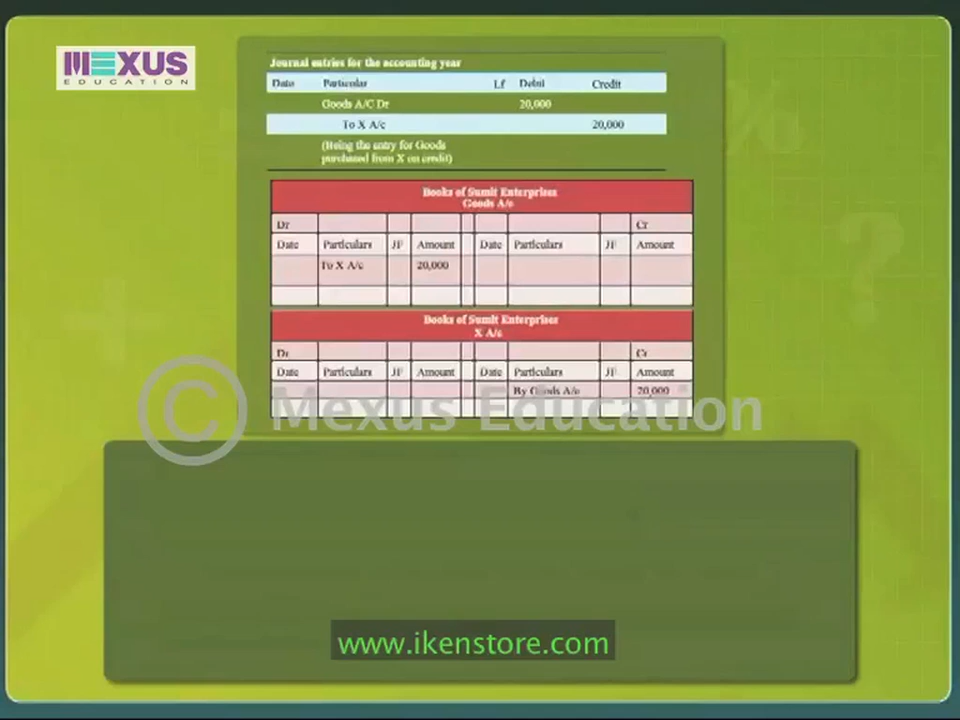 MEXUS
EDUCATION
Journal entries for the accounting year
Date Particular Lf Debit Credit
Goods A/C Dr 20,000
To X A/c 20,000
(Being the entry for Goods
purchased from X on credit)
Books of Sumit Enterprises
Goods A/c
Dr Cr
Date Particulars JF Amount Date Particulars JF Amount
To X A/c 20,000
Books of Sumit Enterprises
X A/c
Dr Cr
Date Particulars JF Amount Date Particulars JF Amount
By Goods A/c 20,000
© Mexus Education
www.ikenstore.com